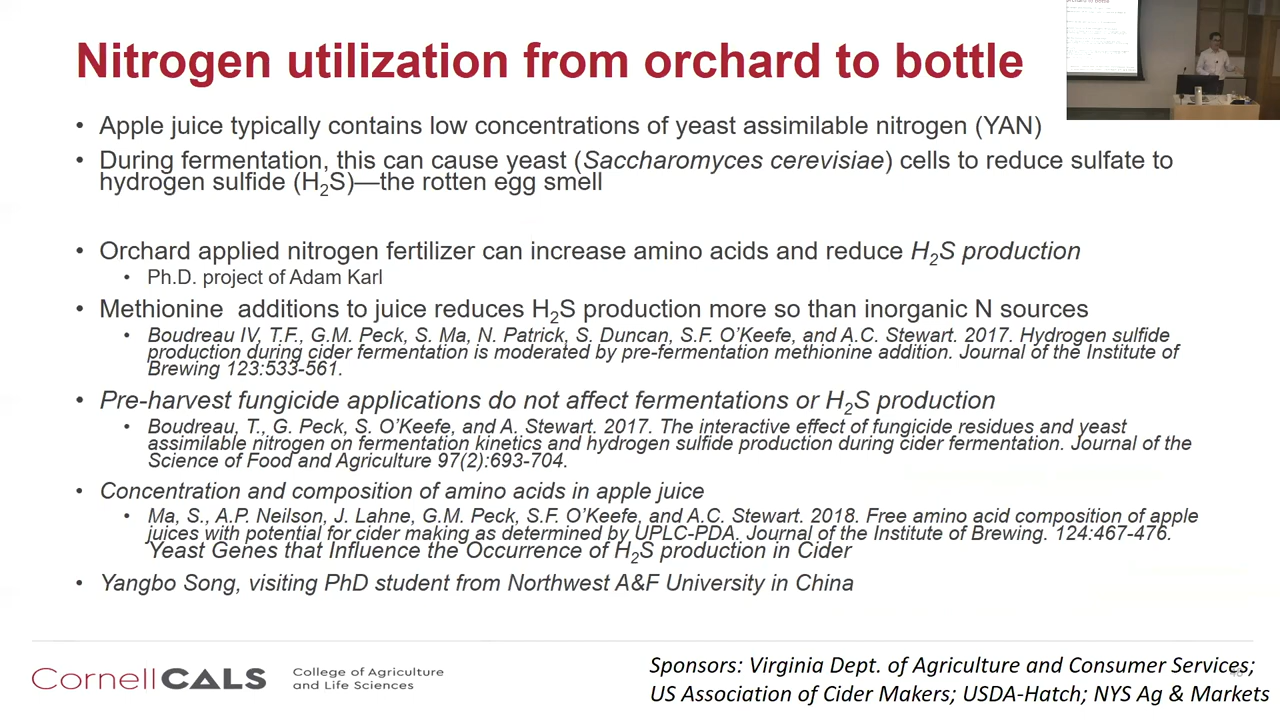 Nitrogen utilization from orchard to bottle
• Apple juice typically contains low concentrations of yeast assimilable nitrogen (YAN)
• During fermentation, this can cause yeast (Saccharomyces cerevisiae) cells to reduce sulfate to
hydrogen sulfide (H2S)—the rotten egg smell
• Orchard applied nitrogen fertilizer can increase amino acids and reduce H2S production
• Ph.D. project of Adam Karl
• Methionine additions to juice reduces H2S production more so than inorganic N sources
• Boudreau IV, T.F., G.M. Peck, S. Ma, N. Patrick, S. Duncan, S.F. O'Keefe, and A.C. Stewart. 2017. Hydrogen sulfide
production during cider fermentation is moderated by pre-fermentation methionine addition. Journal of the Institute of
Brewing 123:533-561.
• Pre-harvest fungicide applications do not affect fermentations or H2S production
• Boudreau, T., G. Peck, S. O'Keefe, and A. Stewart. 2017. The interactive effect of fungicide residues and yeast
assimilable nitrogen on fermentation kinetics and hydrogen sulfide production during cider fermentation. Journal of the
Science of Food and Agriculture 97(2):693-704.
• Concentration and composition of amino acids in apple juice
• Ma, S., A.P. Neilson, J. Lahne, G.M. Peck, S.F. O'Keefe, and A.C. Stewart. 2018. Free amino acid composition of apple
juices with potential for cider making as determined by UPLC-PDA. Journal of the Institute of Brewing. 124:467-476.
Yeast Genes that Influence the Occurrence of H2S production in Cider
• Yangbo Song, visiting PhD student from Northwest A&F University in China
CornellCALS
College of Agriculture
and Life Sciences
Sponsors: Virginia Dept. of Agriculture and Consumer Services;
US Association of Cider Makers; USDA-Hatch; NYS Ag & Markets